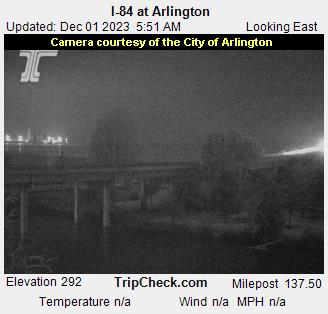 I-84 at Arlington
Updated: Dec 01 2023 5:51 AM Looking East
Camera courtesy of the City of Arlington
Elevation 292 TripCheck.com Milepost 137.50
Temperature n/a Wind n/a MPH n/a